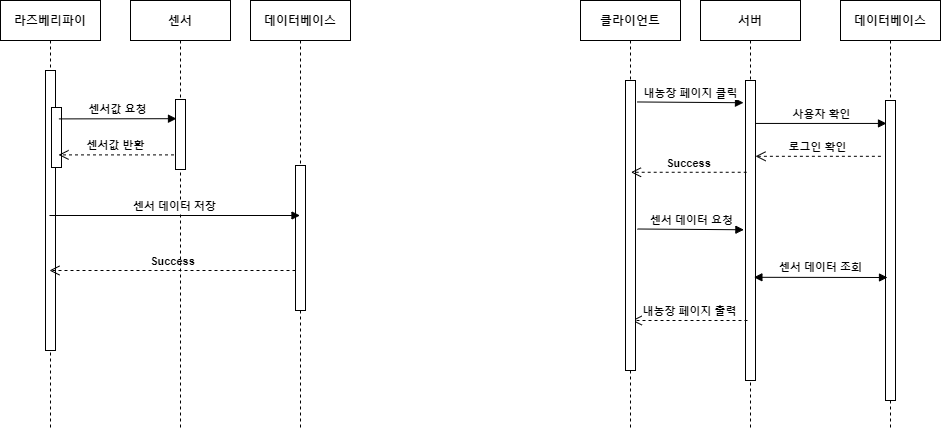 라즈베리파이
센서
데이터베이스
센서값 요청
센서값 반환
센서 데이터 저장
Success
클라이언트
서버
데이터베이스
내농장 페이지 클릭
사용자 확인
로그인 확인
Success
센서 데이터 요청
센서 데이터 조회
내농장 페이지 출력